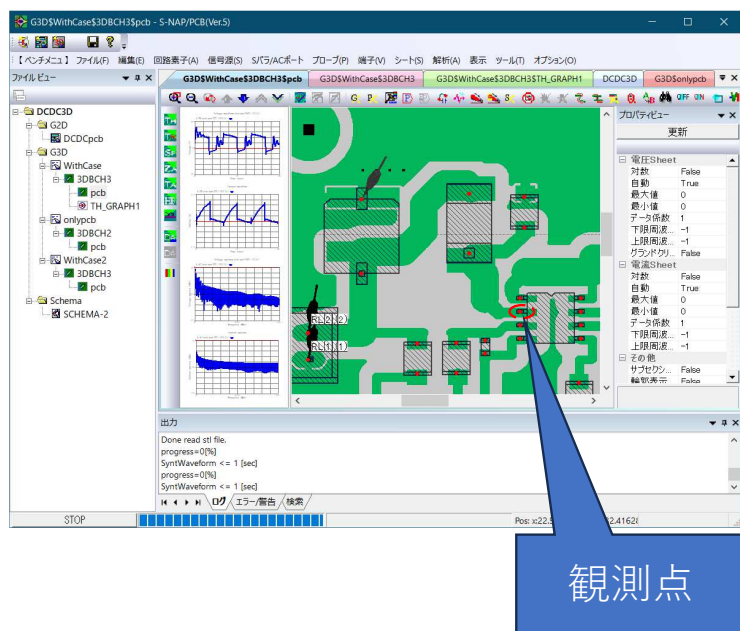 G3D$WithCase$3DBCH3$pcb - S-NAP/PCB(Ver.5)
【ベンチメニュ】 ファイル(F) 編集(E) 回路素子(A) 信号源(S) Sパラ/ACポート プローブ(P) 端子(V) シート(S) 解析(A) 表示 ツール(T) オプション(O)
ファイル ビュー
G3D$WithCase$3DBCH3$pcb G3D$WithCase$3DBCH3 G3D$WithCase$3DBCH3$TH_GRAPH1 DCDC3D G3D$onlypcb
DCDC3D
G2D
DCDCpcb
G3D
WithCase
3DBCH3
pcb
TH_GRAPH1
onlypcb
3DBCH2
pcb
WithCase2
3DBCH3
pcb
Schema
SCHEMA-2
RL(2)(2)
RL(1)(1)
プロパティビュー
更新
電圧Sheet
対数 False
自動 True
最大値 0
最小値 0
データ係数 1
下限周波... -1
上限周波... -1
グランドクリ... False
電流Sheet
対数 False
自動 True
最大値 0
最小値 0
データ係数 1
下限周波... -1
上限周波... -1
その他
サブセクシ... False
輪郭表示 False
出力
Done read stl file.
progress=0[%]
SyntWaveform <= 1 [sec]
progress=0[%]
SyntWaveform <= 1 [sec]
ログ エラー/警告 検索
STOP
観測点